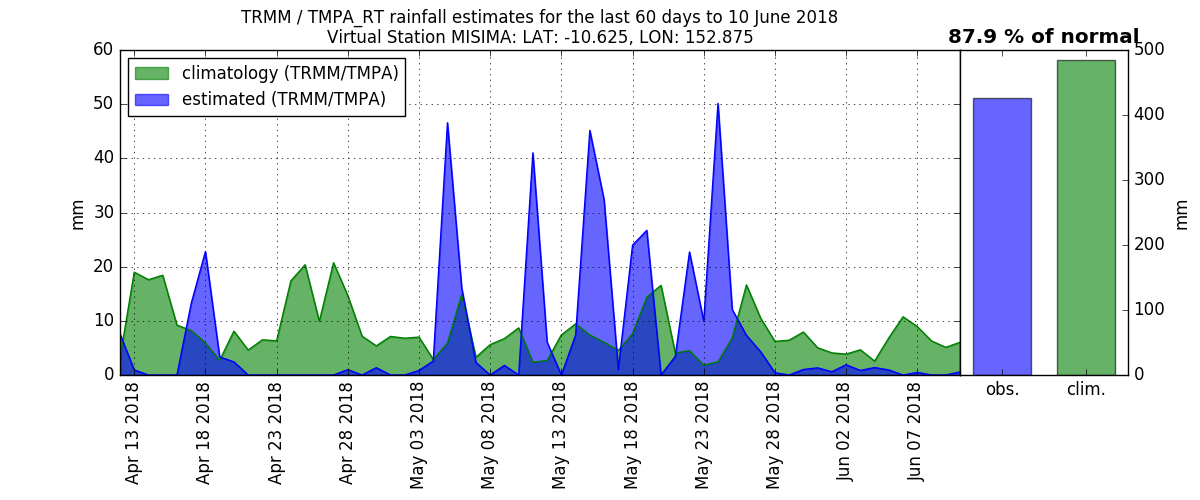 TRMM / TMPA_RT rainfall estimates for the last 60 days to 10 June 2018
Virtual Station MISIMA: LAT: -10.625, LON: 152.875
87.9 % of normal
climatology (TRMM/TMPA)
estimated (TRMM/TMPA)
60
50
40
30
20
10
0
mm
Apr 13 2018
Apr 18 2018
Apr 23 2018
Apr 28 2018
May 03 2018
May 08 2018
May 13 2018
May 18 2018
May 23 2018
May 28 2018
Jun 02 2018
Jun 07 2018
500
400
300
200
100
0
mm
obs.
clim.